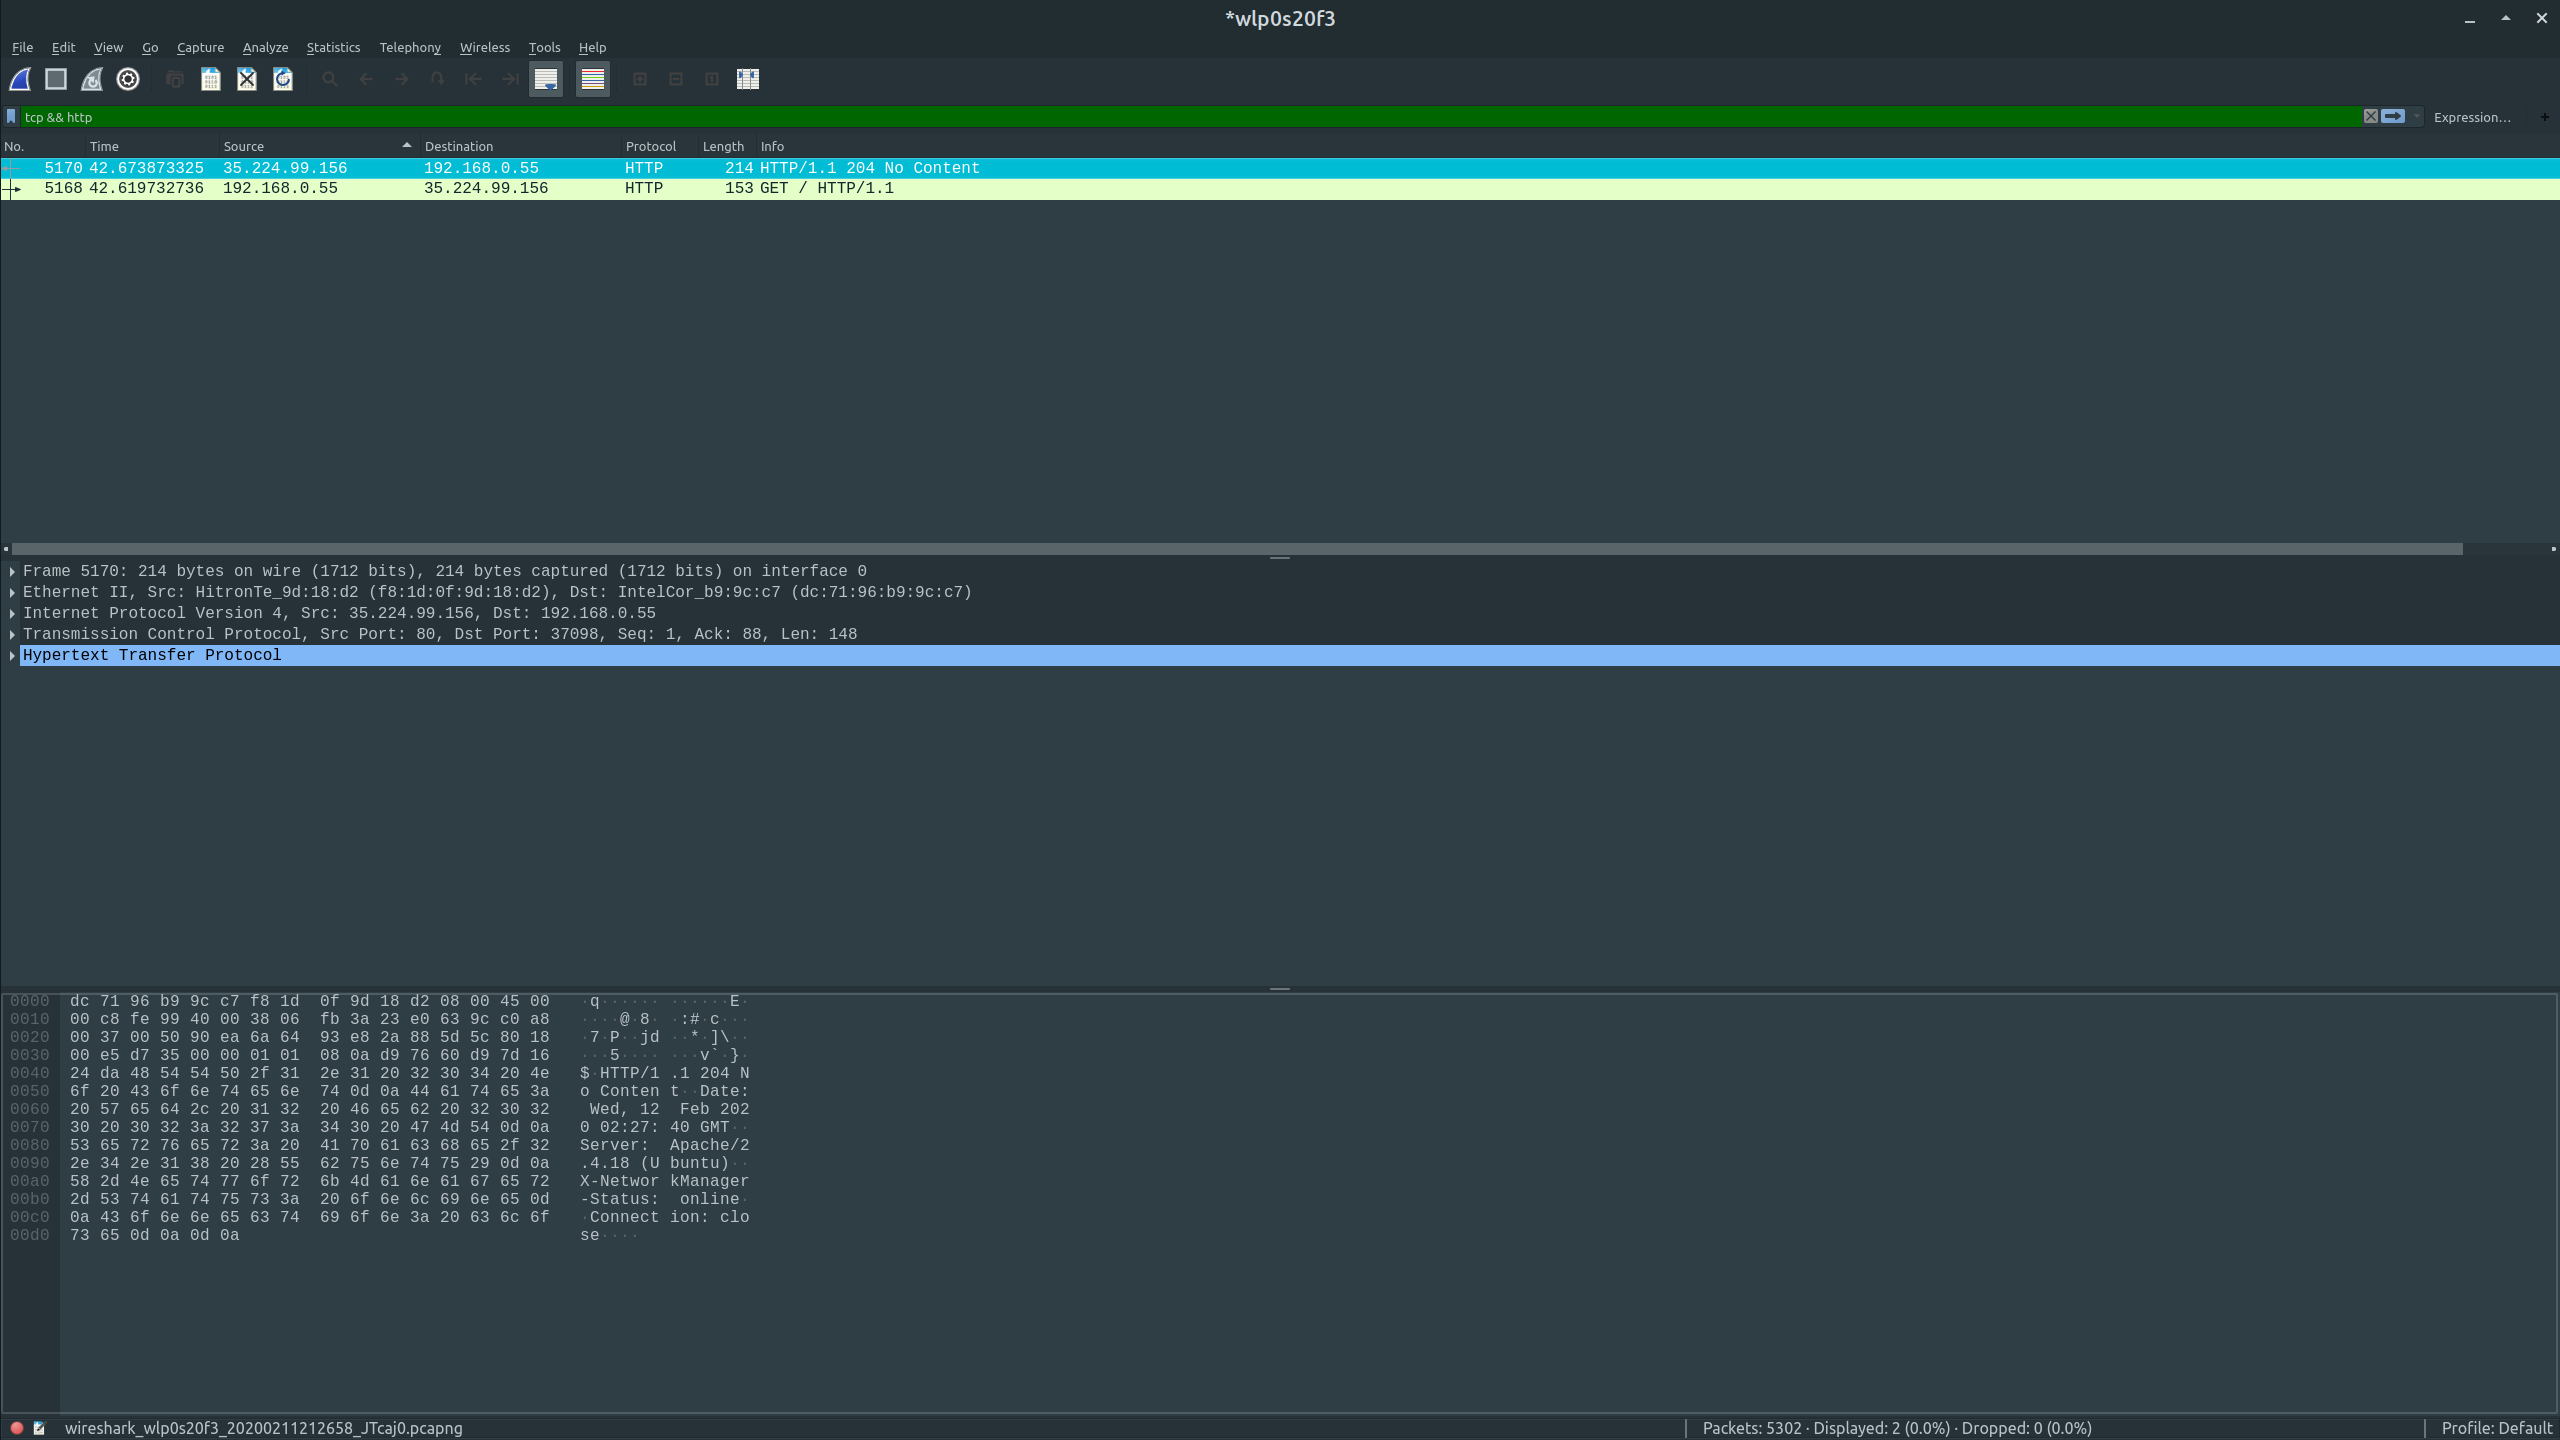 *wlp0s20f3
File Edit View Go Capture Analyze Statistics Telephony Wireless Tools Help
tcp && http
Expression… +
No. Time Source Destination Protocol Length Info
5170 42.673873325 35.224.99.156 192.168.0.55 HTTP 214 HTTP/1.1 204 No Content
5168 42.619732736 192.168.0.55 35.224.99.156 HTTP 153 GET / HTTP/1.1
Frame 5170: 214 bytes on wire (1712 bits), 214 bytes captured (1712 bits) on interface 0
Ethernet II, Src: HitronTe_9d:18:d2 (f8:1d:0f:9d:18:d2), Dst: IntelCor_b9:9c:c7 (dc:71:96:b9:9c:c7)
Internet Protocol Version 4, Src: 35.224.99.156, Dst: 192.168.0.55
Transmission Control Protocol, Src Port: 80, Dst Port: 37098, Seq: 1, Ack: 88, Len: 148
Hypertext Transfer Protocol
0000 dc 71 96 b9 9c c7 f8 1d 0f 9d 18 d2 08 00 45 00 ·q······ ······E·
0010 00 c8 fe 99 40 00 38 06 fb 3a 23 e0 63 9c c0 a8 ····@·8· ·:#·c···
0020 00 37 00 50 90 ea 6a 64 93 e8 2a 88 5d 5c 80 18 ·7·P··jd ··*·]\··
0030 00 e5 d7 35 00 00 01 01 08 0a d9 76 60 d9 7d 16 ···5···· ···v`·}·
0040 24 da 48 54 54 50 2f 31 2e 31 20 32 30 34 20 4e $·HTTP/1 .1 204 N
0050 6f 20 43 6f 6e 74 65 6e 74 0d 0a 44 61 74 65 3a o Conten t··Date:
0060 20 57 65 64 2c 20 31 32 20 46 65 62 20 32 30 32 Wed, 12 Feb 202
0070 30 20 30 32 3a 32 37 3a 34 30 20 47 4d 54 0d 0a 0 02:27: 40 GMT··
0080 53 65 72 76 65 72 3a 20 41 70 61 63 68 65 2f 32 Server: Apache/2
0090 2e 34 2e 31 38 20 28 55 62 75 6e 74 75 29 0d 0a .4.18 (U buntu)··
00a0 58 2d 4e 65 74 77 6f 72 6b 4d 61 6e 61 67 65 72 X-Networ kManager
00b0 2d 53 74 61 74 75 73 3a 20 6f 6e 6c 69 6e 65 0d -Status: online·
00c0 0a 43 6f 6e 6e 65 63 74 69 6f 6e 3a 20 63 6c 6f ·Connect ion: clo
00d0 73 65 0d 0a 0d 0a se····
wireshark_wlp0s20f3_20200211212658_JTcaj0.pcapng
Packets: 5302 · Displayed: 2 (0.0%) · Dropped: 0 (0.0%)
Profile: Default